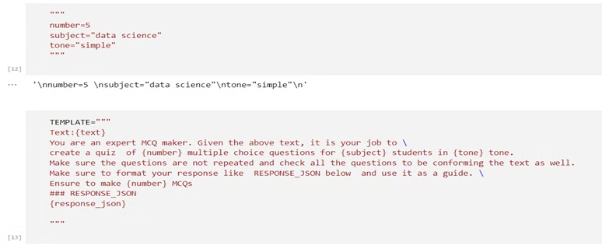 """
number=5
subject="data science"
tone="simple"
"""
[12]
... '\nnumber=5 \nsubject="data science"\ntone="simple"\n'
TEMPLATE="""
Text:{text}
You are an expert MCQ maker. Given the above text, it is your job to \
create a quiz  of {number} multiple choice questions for {subject} students in {tone} tone.
Make sure the questions are not repeated and check all the questions to be conforming the text as well.
Make sure to format your response like  RESPONSE_JSON below  and use it as a guide. \
Ensure to make {number} MCQs
### RESPONSE_JSON
{response_json}
"""
[13]